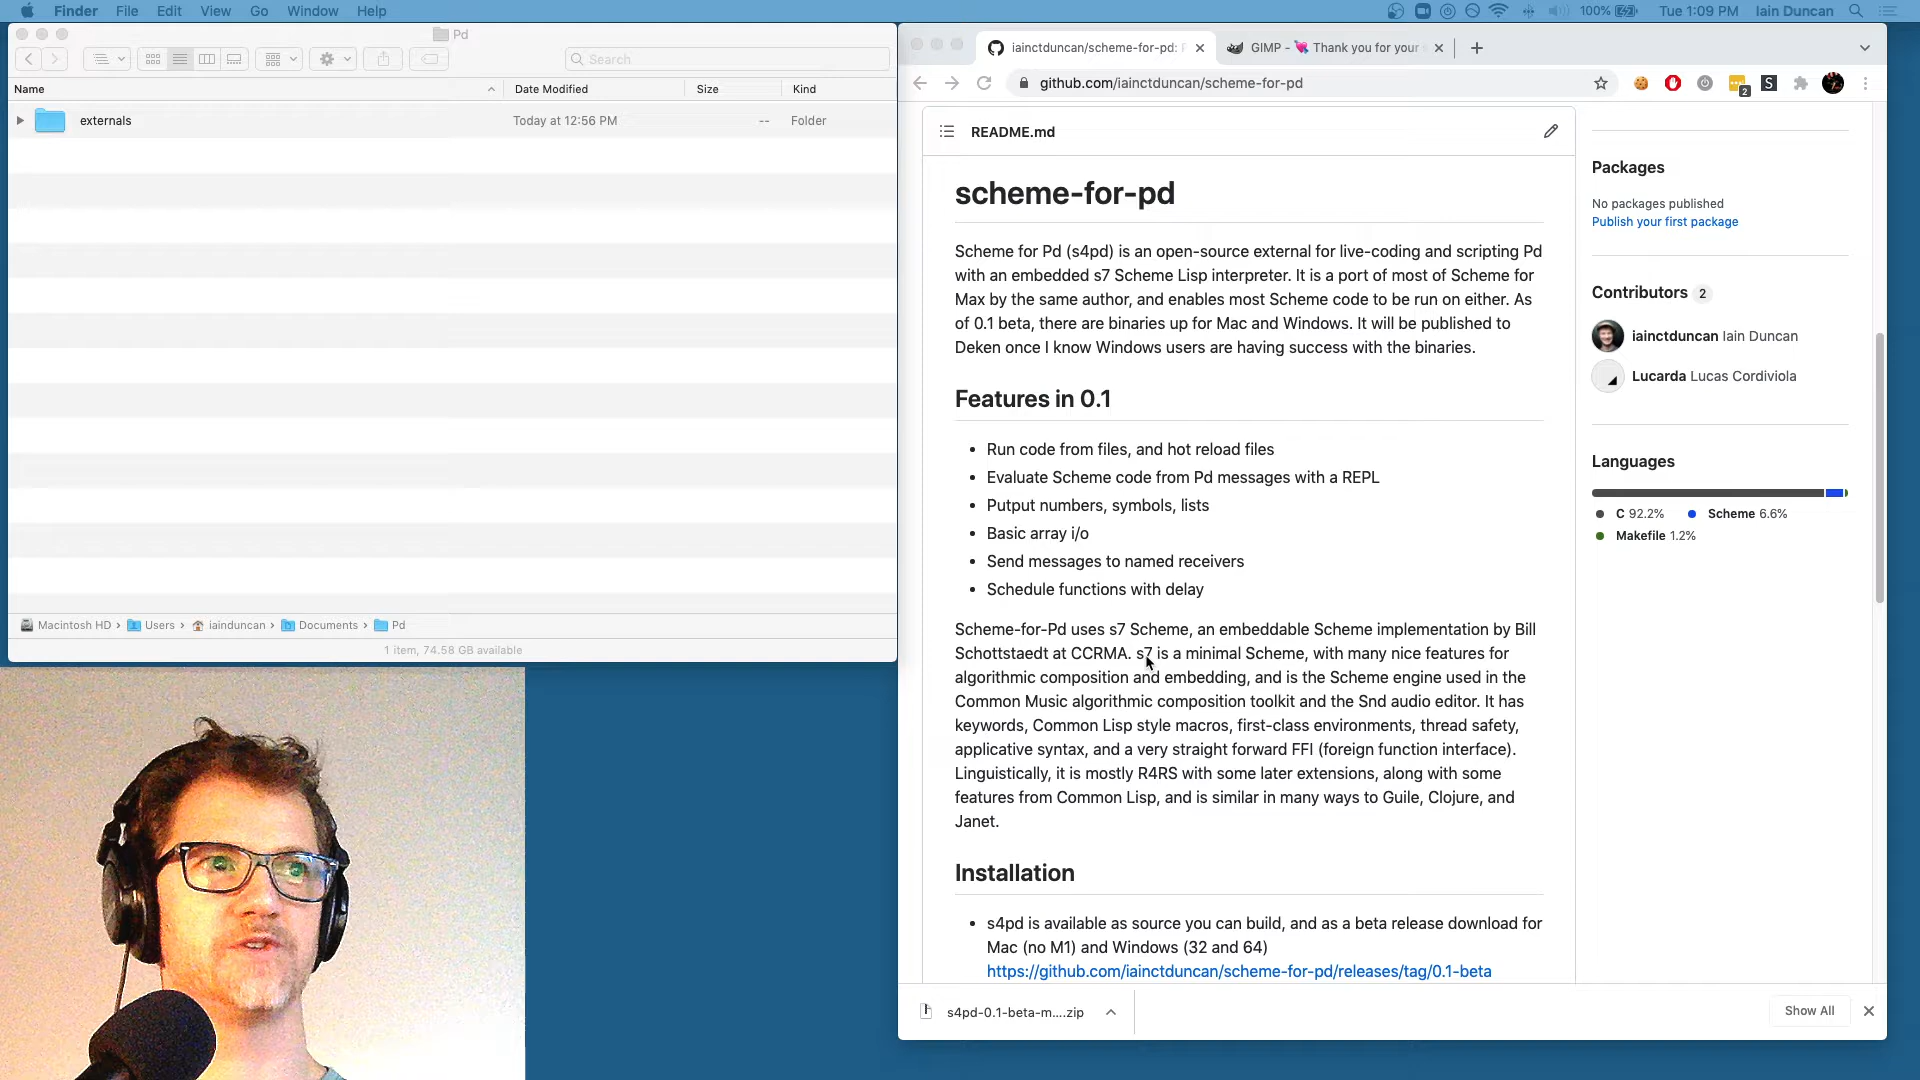 Finder File Edit View Go Window Help
100% Tue 1:09 PM Iain Duncan
Pd
Search
Name Date Modified Size Kind
externals Today at 12:56 PM -- Folder
Macintosh HD › Users › iainduncan › Documents › Pd
1 item, 74.58 GB available
iainctduncan/scheme-for-pd:
GIMP - 💘 Thank you for your
github.com/iainctduncan/scheme-for-pd
2
S
README.md
scheme-for-pd
Scheme for Pd (s4pd) is an open-source external for live-coding and scripting Pd
with an embedded s7 Scheme Lisp interpreter. It is a port of most of Scheme for
Max by the same author, and enables most Scheme code to be run on either. As
of 0.1 beta, there are binaries up for Mac and Windows. It will be published to
Deken once I know Windows users are having success with the binaries.
Features in 0.1
• Run code from files, and hot reload files
• Evaluate Scheme code from Pd messages with a REPL
• Putput numbers, symbols, lists
• Basic array i/o
• Send messages to named receivers
• Schedule functions with delay
Scheme-for-Pd uses s7 Scheme, an embeddable Scheme implementation by Bill
Schottstaedt at CCRMA. s7 is a minimal Scheme, with many nice features for
algorithmic composition and embedding, and is the Scheme engine used in the
Common Music algorithmic composition toolkit and the Snd audio editor. It has
keywords, Common Lisp style macros, first-class environments, thread safety,
applicative syntax, and a very straight forward FFI (foreign function interface).
Linguistically, it is mostly R4RS with some later extensions, along with some
features from Common Lisp, and is similar in many ways to Guile, Clojure, and
Janet.
Installation
• s4pd is available as source you can build, and as a beta release download for
Mac (no M1) and Windows (32 and 64)
https://github.com/iainctduncan/scheme-for-pd/releases/tag/0.1-beta
Packages
No packages published
Publish your first package
Contributors 2
iainctduncan Iain Duncan
Lucarda Lucas Cordiviola
Languages
C 92.2% Scheme 6.6%
Makefile 1.2%
s4pd-0.1-beta-m....zip
Show All